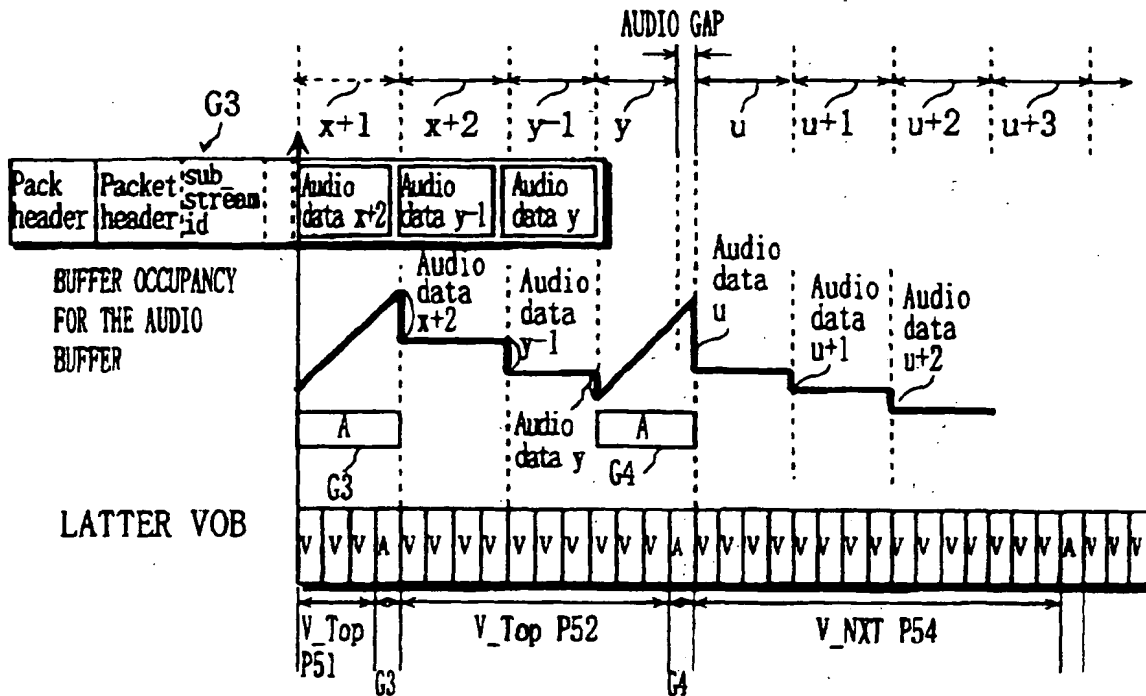 AUDIO GAP
x+1 x+2 y-1 y u u+1 u+2 u+3
G3
Pack header
Packet header
sub_stream id
Audio data x+2
Audio data y-1
Audio data y
BUFFER OCCUPANCY
FOR THE AUDIO
BUFFER
Audio data x+2
Audio data y-1
Audio data y
Audio data u
Audio data u+1
Audio data u+2
A
G3
A
G4
LATTER VOB
V V V A V V V V V V V V V V V A V V V V V V V V V V V V V V V A V V V
V_Top P51
G3
V_Top P52
G4
V_NXT P54